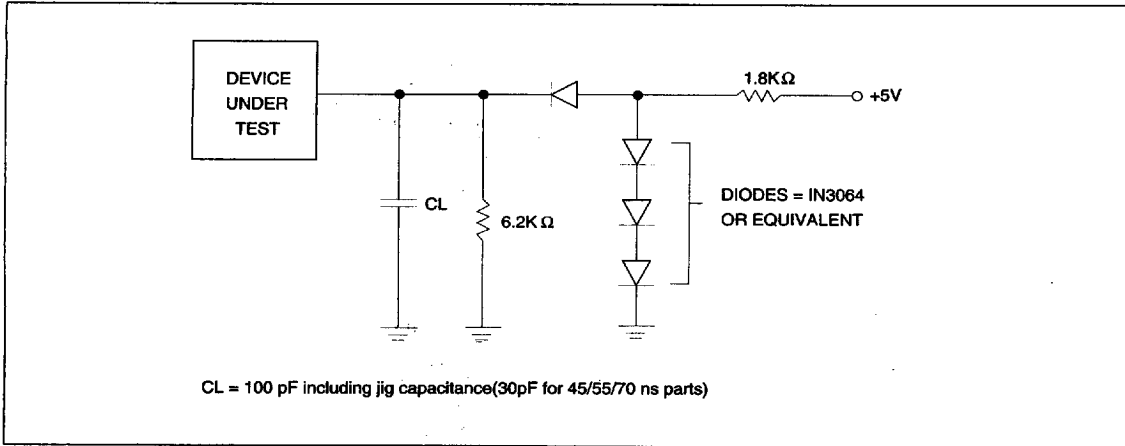 DEVICE
UNDER
TEST
1.8KΩ
+5V
CL
6.2KΩ
DIODES = IN3064
OR EQUIVALENT
CL = 100 pF including jig capacitance(30pF for 45/55/70 ns parts)